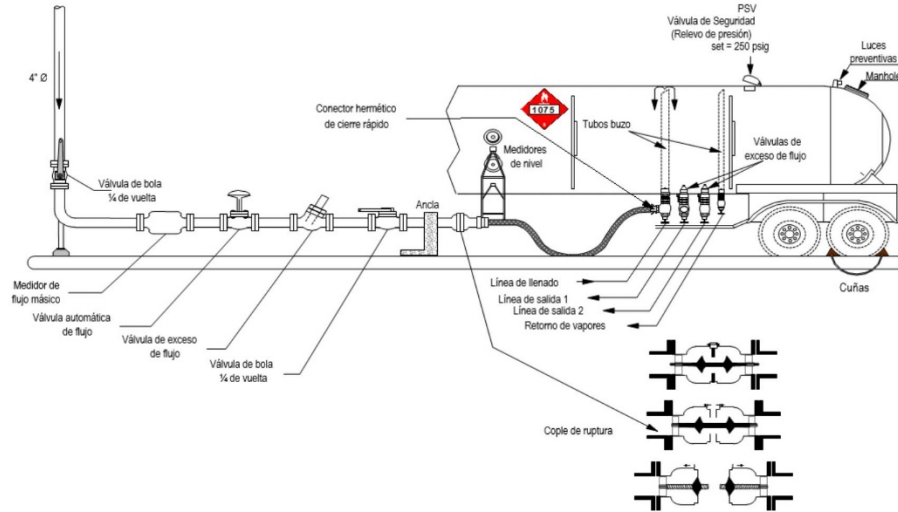 PSV
Válvula de Seguridad
(Relevo de presión)
set = 250 psig
Luces
preventivas
Manhole
4" Ø
Conector hermético
de cierre rápido
1075
Medidores
de nivel
Tubos buzo
Válvulas de
exceso de flujo
Válvula de bola
¼ de vuelta
Ancla
Medidor de
flujo másico
Válvula automática
de flujo
Válvula de exceso
de flujo
Válvula de bola
¼ de vuelta
Línea de llenado
Línea de salida 1
Línea de salida 2
Retorno de vapores
Cuñas
Cople de ruptura